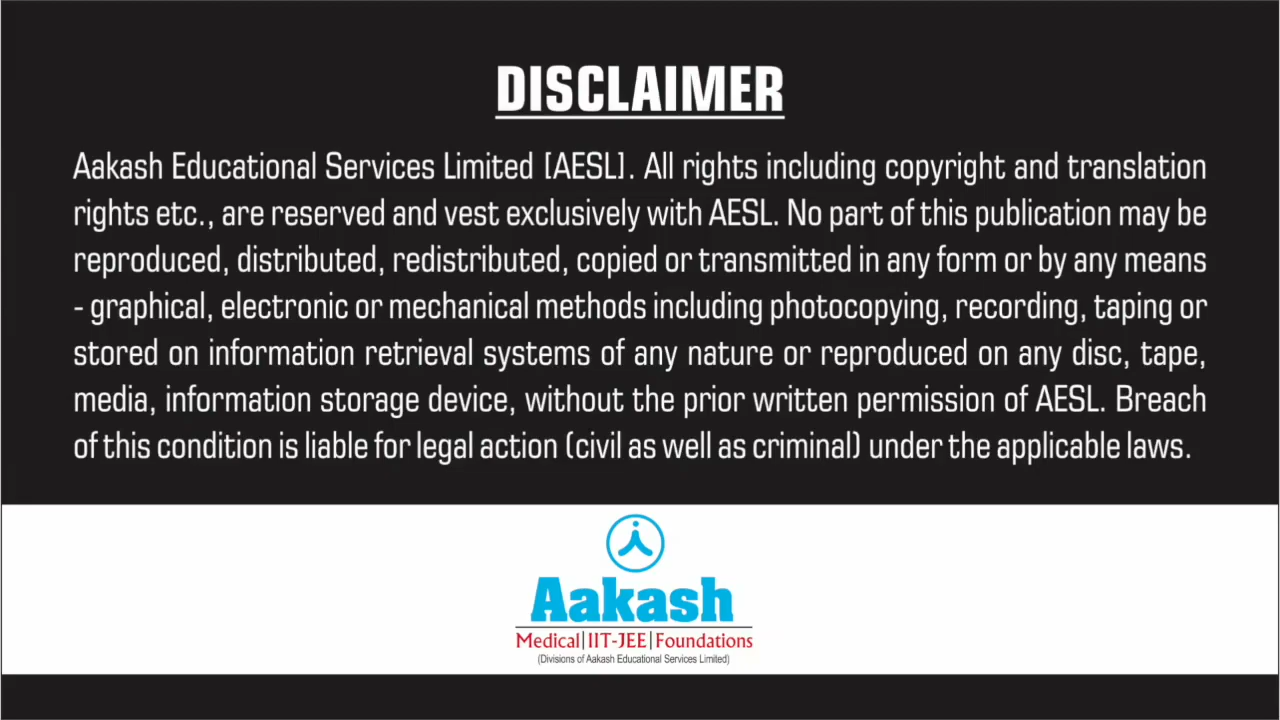 DISCLAIMER
Aakash Educational Services Limited [AESL]. All rights including copyright and translation
rights etc., are reserved and vest exclusively with AESL. No part of this publication may be
reproduced, distributed, redistributed, copied or transmitted in any form or by any means
- graphical, electronic or mechanical methods including photocopying, recording, taping or
stored on information retrieval systems of any nature or reproduced on any disc, tape,
media, information storage device, without the prior written permission of AESL. Breach
of this condition is liable for legal action (civil as well as criminal) under the applicable laws.
Aakash
Medical|IIT-JEE|Foundations
(Divisions of Aakash Educational Services Limited)